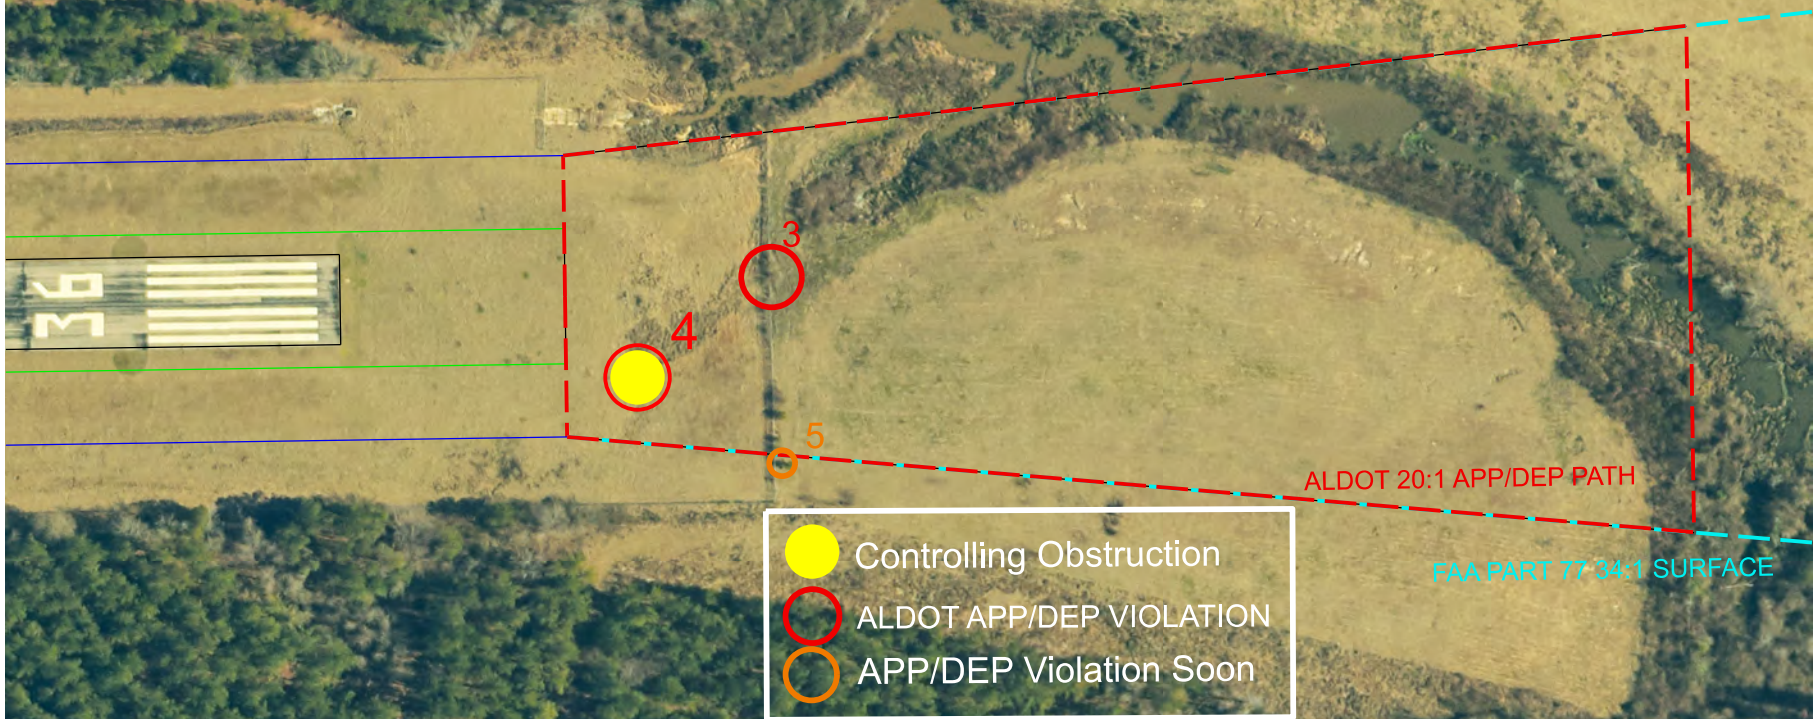 3
36
4
5
ALDOT 20:1 APP/DEP PATH
FAA PART 77 34:1 SURFACE
Controlling Obstruction
ALDOT APP/DEP VIOLATION
APP/DEP Violation Soon